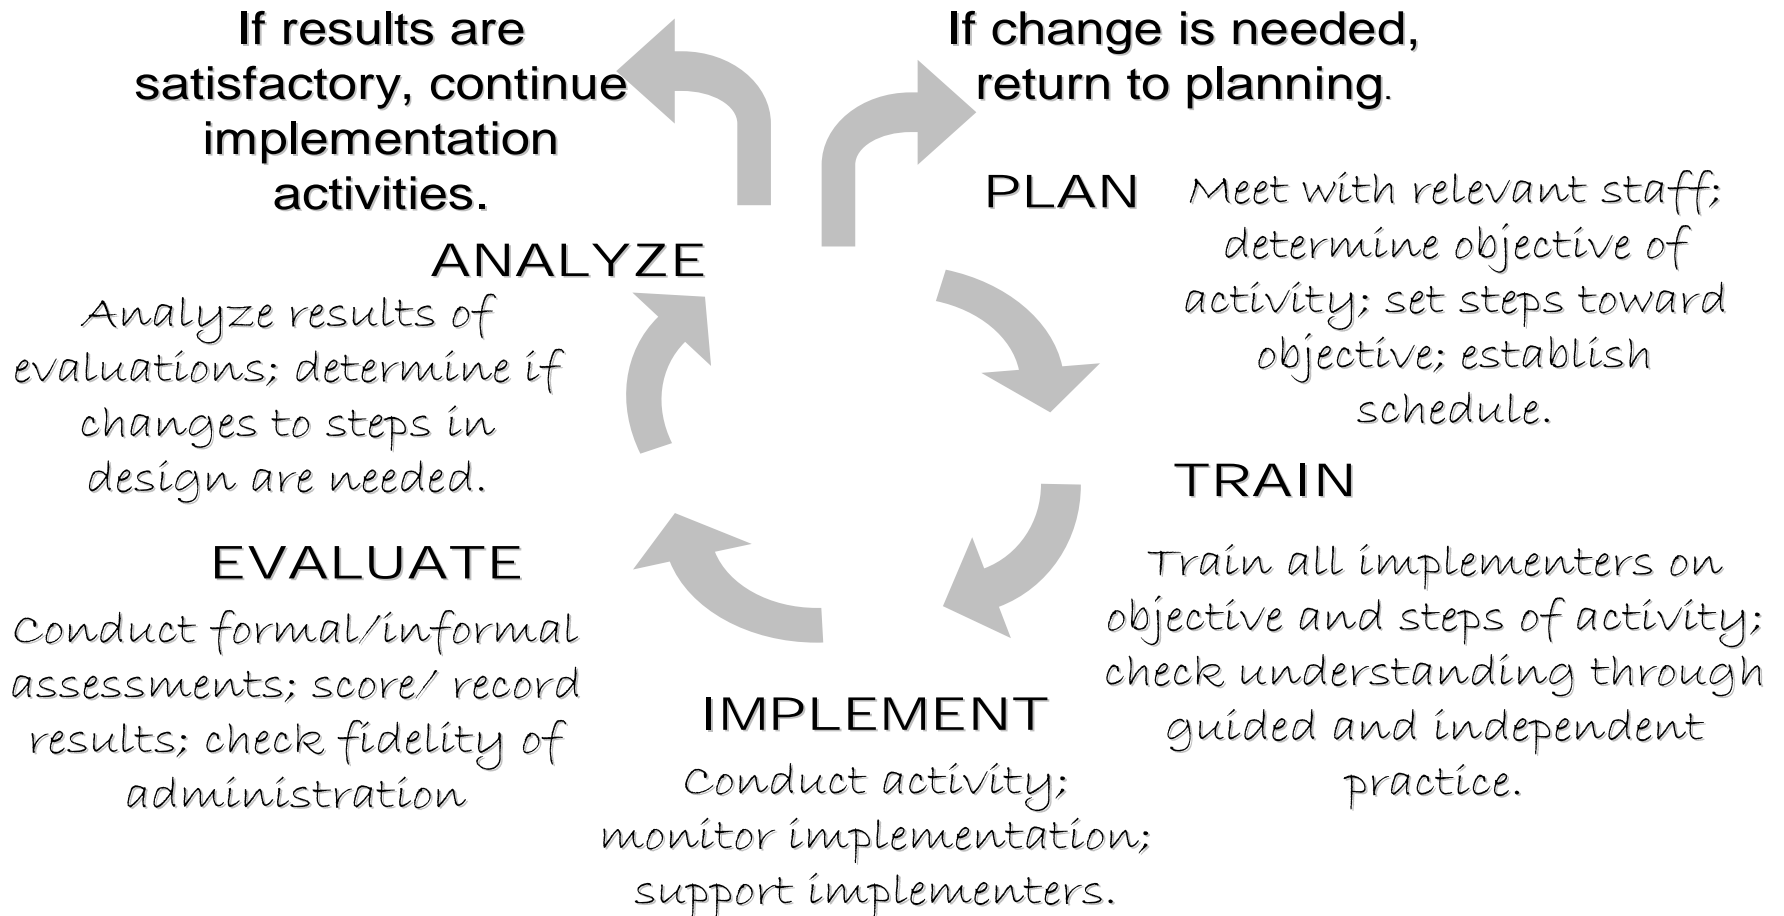 If results are
satisfactory, continue
implementation
activities.
If change is needed,
return to planning.
PLAN
Meet with relevant staff;
determine objective of
activity; set steps toward
objective; establish
schedule.
TRAIN
Train all implementers on
objective and steps of activity;
check understanding through
guided and independent
practice.
IMPLEMENT
Conduct activity;
monitor implementation;
support implementers.
EVALUATE
Conduct formal/informal
assessments; score/ record
results; check fidelity of
administration
ANALYZE
Analyze results of
evaluations; determine if
changes to steps in
design are needed.